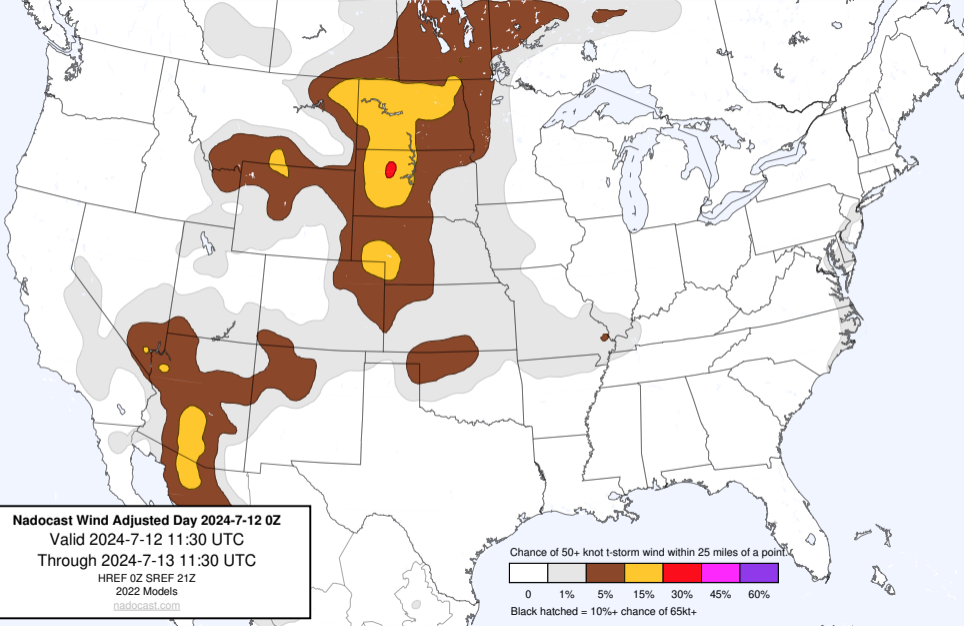 Nadocast Wind Adjusted Day 2024-7-12 0Z
Valid 2024-7-12 11:30 UTC
Through 2024-7-13 11:30 UTC
HREF 0Z SREF 21Z
2022 Models
nadocast.com
Chance of 50+ knot t-storm wind within 25 miles of a point.
0 1% 5% 15% 30% 45% 60%
Black hatched = 10%+ chance of 65kt+